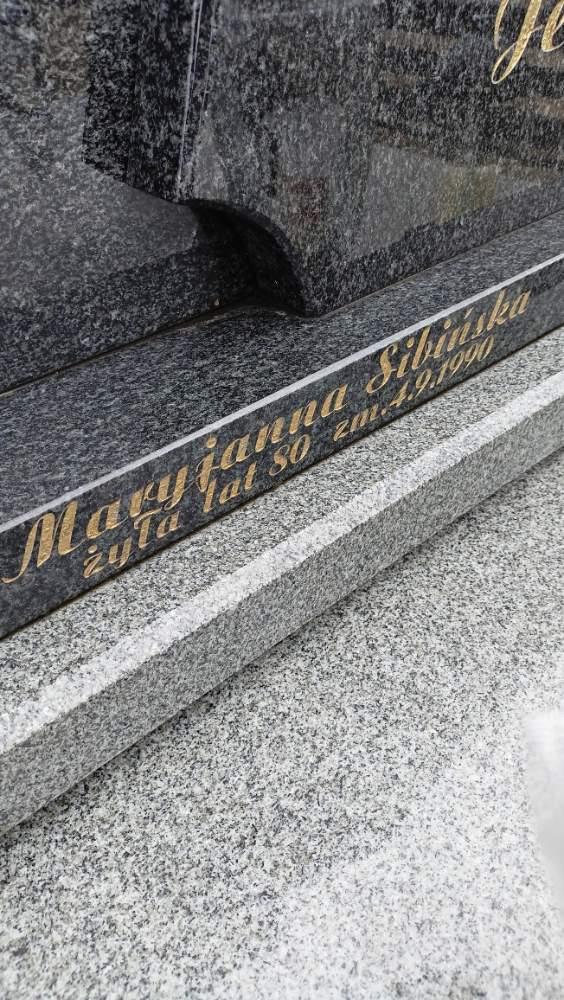 Maryjanna Sibińska
żyła lat 80 zm.4.9.1990